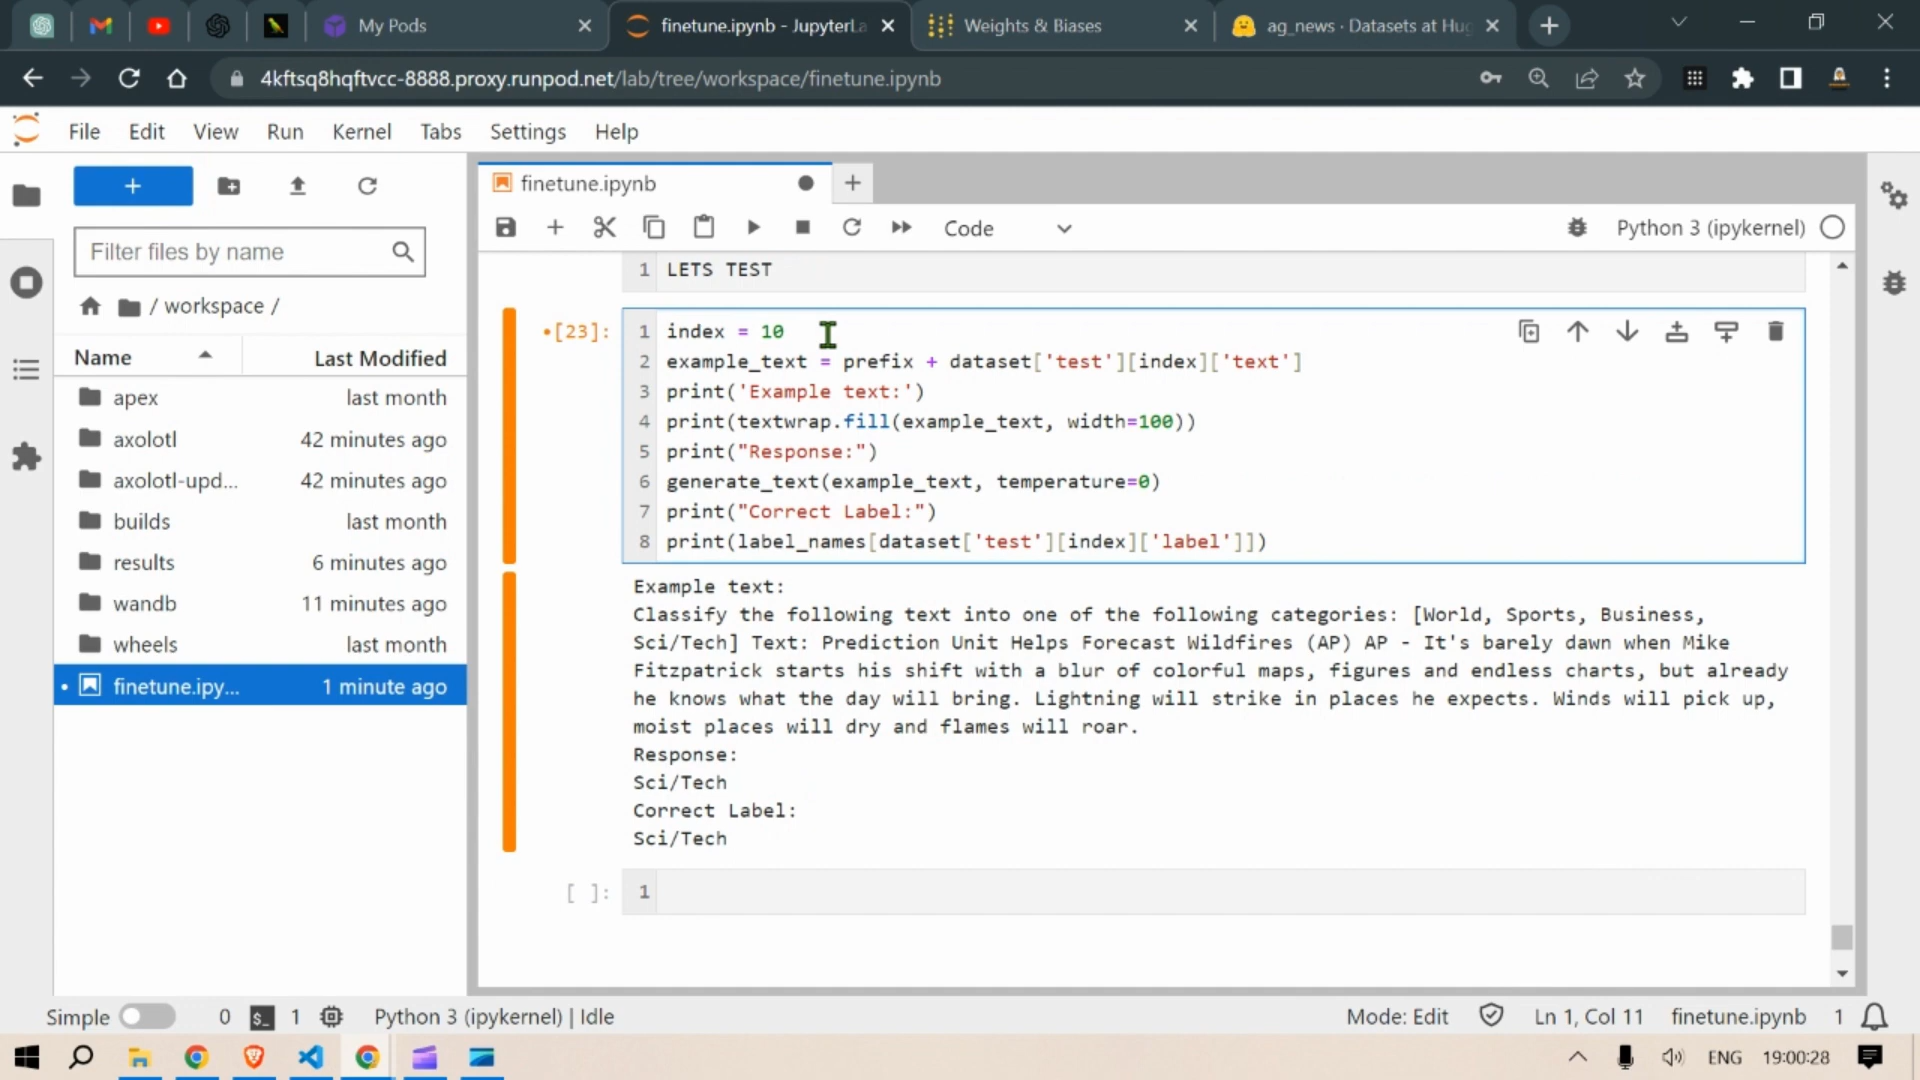 My Pods
finetune.ipynb - JupyterLa
Weights & Biases
ag_news · Datasets at Hug
4kftsq8hqftvcc-8888.proxy.runpod.net/lab/tree/workspace/finetune.ipynb
File Edit View Run Kernel Tabs Settings Help
+
Filter files by name
/ workspace /
Name Last Modified
apex last month
axolotl 42 minutes ago
axolotl-upd... 42 minutes ago
builds last month
results 6 minutes ago
wandb 11 minutes ago
wheels last month
• finetune.ipy... 1 minute ago
finetune.ipynb
Code
Python 3 (ipykernel)
1 LETS TEST
•[23]:
1 index = 10
2 example_text = prefix + dataset['test'][index]['text']
3 print('Example text:')
4 print(textwrap.fill(example_text, width=100))
5 print("Response:")
6 generate_text(example_text, temperature=0)
7 print("Correct Label:")
8 print(label_names[dataset['test'][index]['label']])
Example text:
Classify the following text into one of the following categories: [World, Sports, Business,
Sci/Tech] Text: Prediction Unit Helps Forecast Wildfires (AP) AP - It's barely dawn when Mike
Fitzpatrick starts his shift with a blur of colorful maps, figures and endless charts, but already
he knows what the day will bring. Lightning will strike in places he expects. Winds will pick up,
moist places will dry and flames will roar.
Response:
Sci/Tech
Correct Label:
Sci/Tech
[ ]: 1
Simple 0 $_ 1 Python 3 (ipykernel) | Idle Mode: Edit Ln 1, Col 11 finetune.ipynb 1
ENG 19:00:28